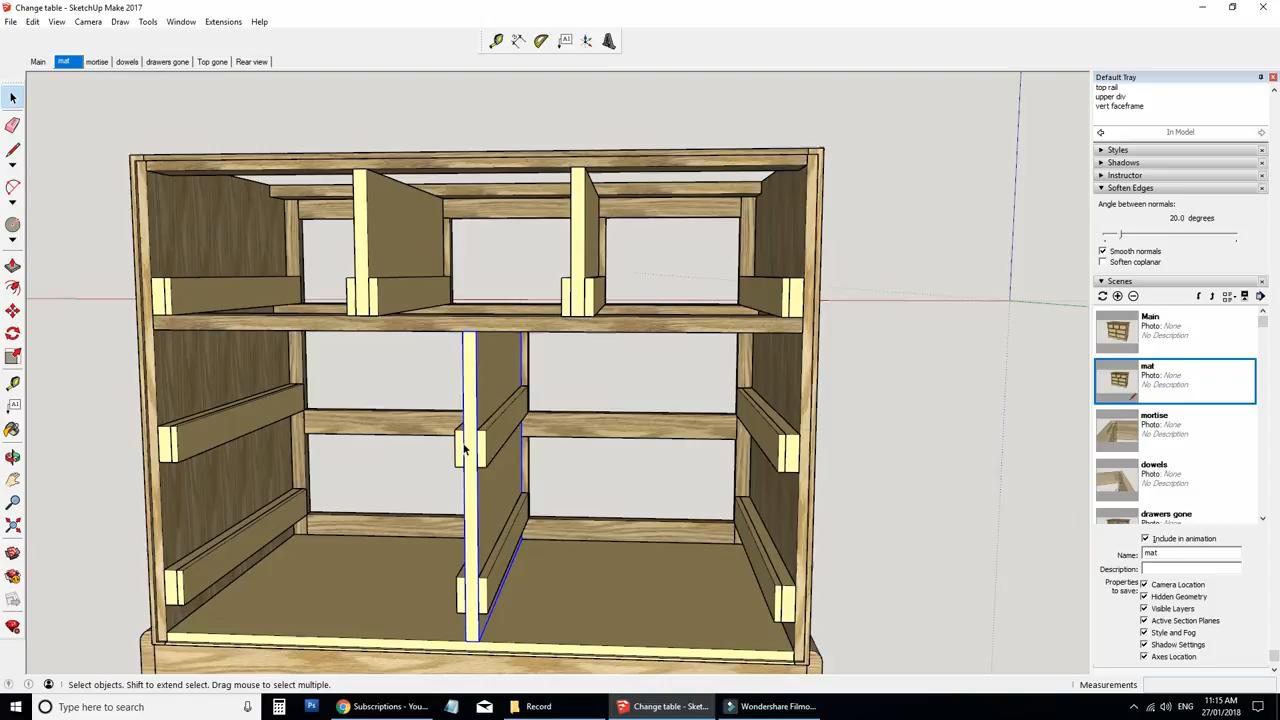 Change table - SketchUp Make 2017
File Edit View Camera Draw Tools Window Extensions Help
A1
Main mat mortise dowels drawers gone Top gone Rear view
Default Tray
top rail
upper div
vert faceframe
In Model
Styles
Shadows
Instructor
Soften Edges
Angle between normals:
20.0 degrees
Smooth normals
Soften coplanar
Scenes
Main
Photo: None
No Description
mat
Photo: None
No Description
mortise
Photo: None
No Description
dowels
Photo: None
No Description
drawers gone
Include in animation
Name: mat
Description:
Properties to save:
Camera Location
Hidden Geometry
Visible Layers
Active Section Planes
Style and Fog
Shadow Settings
Axes Location
A1
Select objects. Shift to extend select. Drag mouse to select multiple.
Measurements
Type here to search
Ps
Subscriptions - You...
Record
Change table - Sket...
Wondershare Filmo...
ENG
11:15 AM
27/01/2018